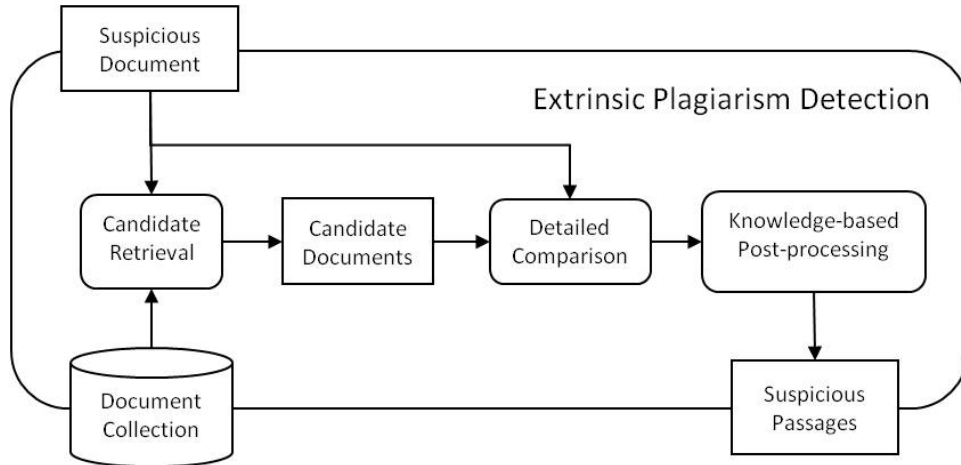 Suspicious
Document
Extrinsic Plagiarism Detection
Candidate
Retrieval
Candidate
Documents
Detailed
Comparison
Knowledge-based
Post-processing
Document
Collection
Suspicious
Passages